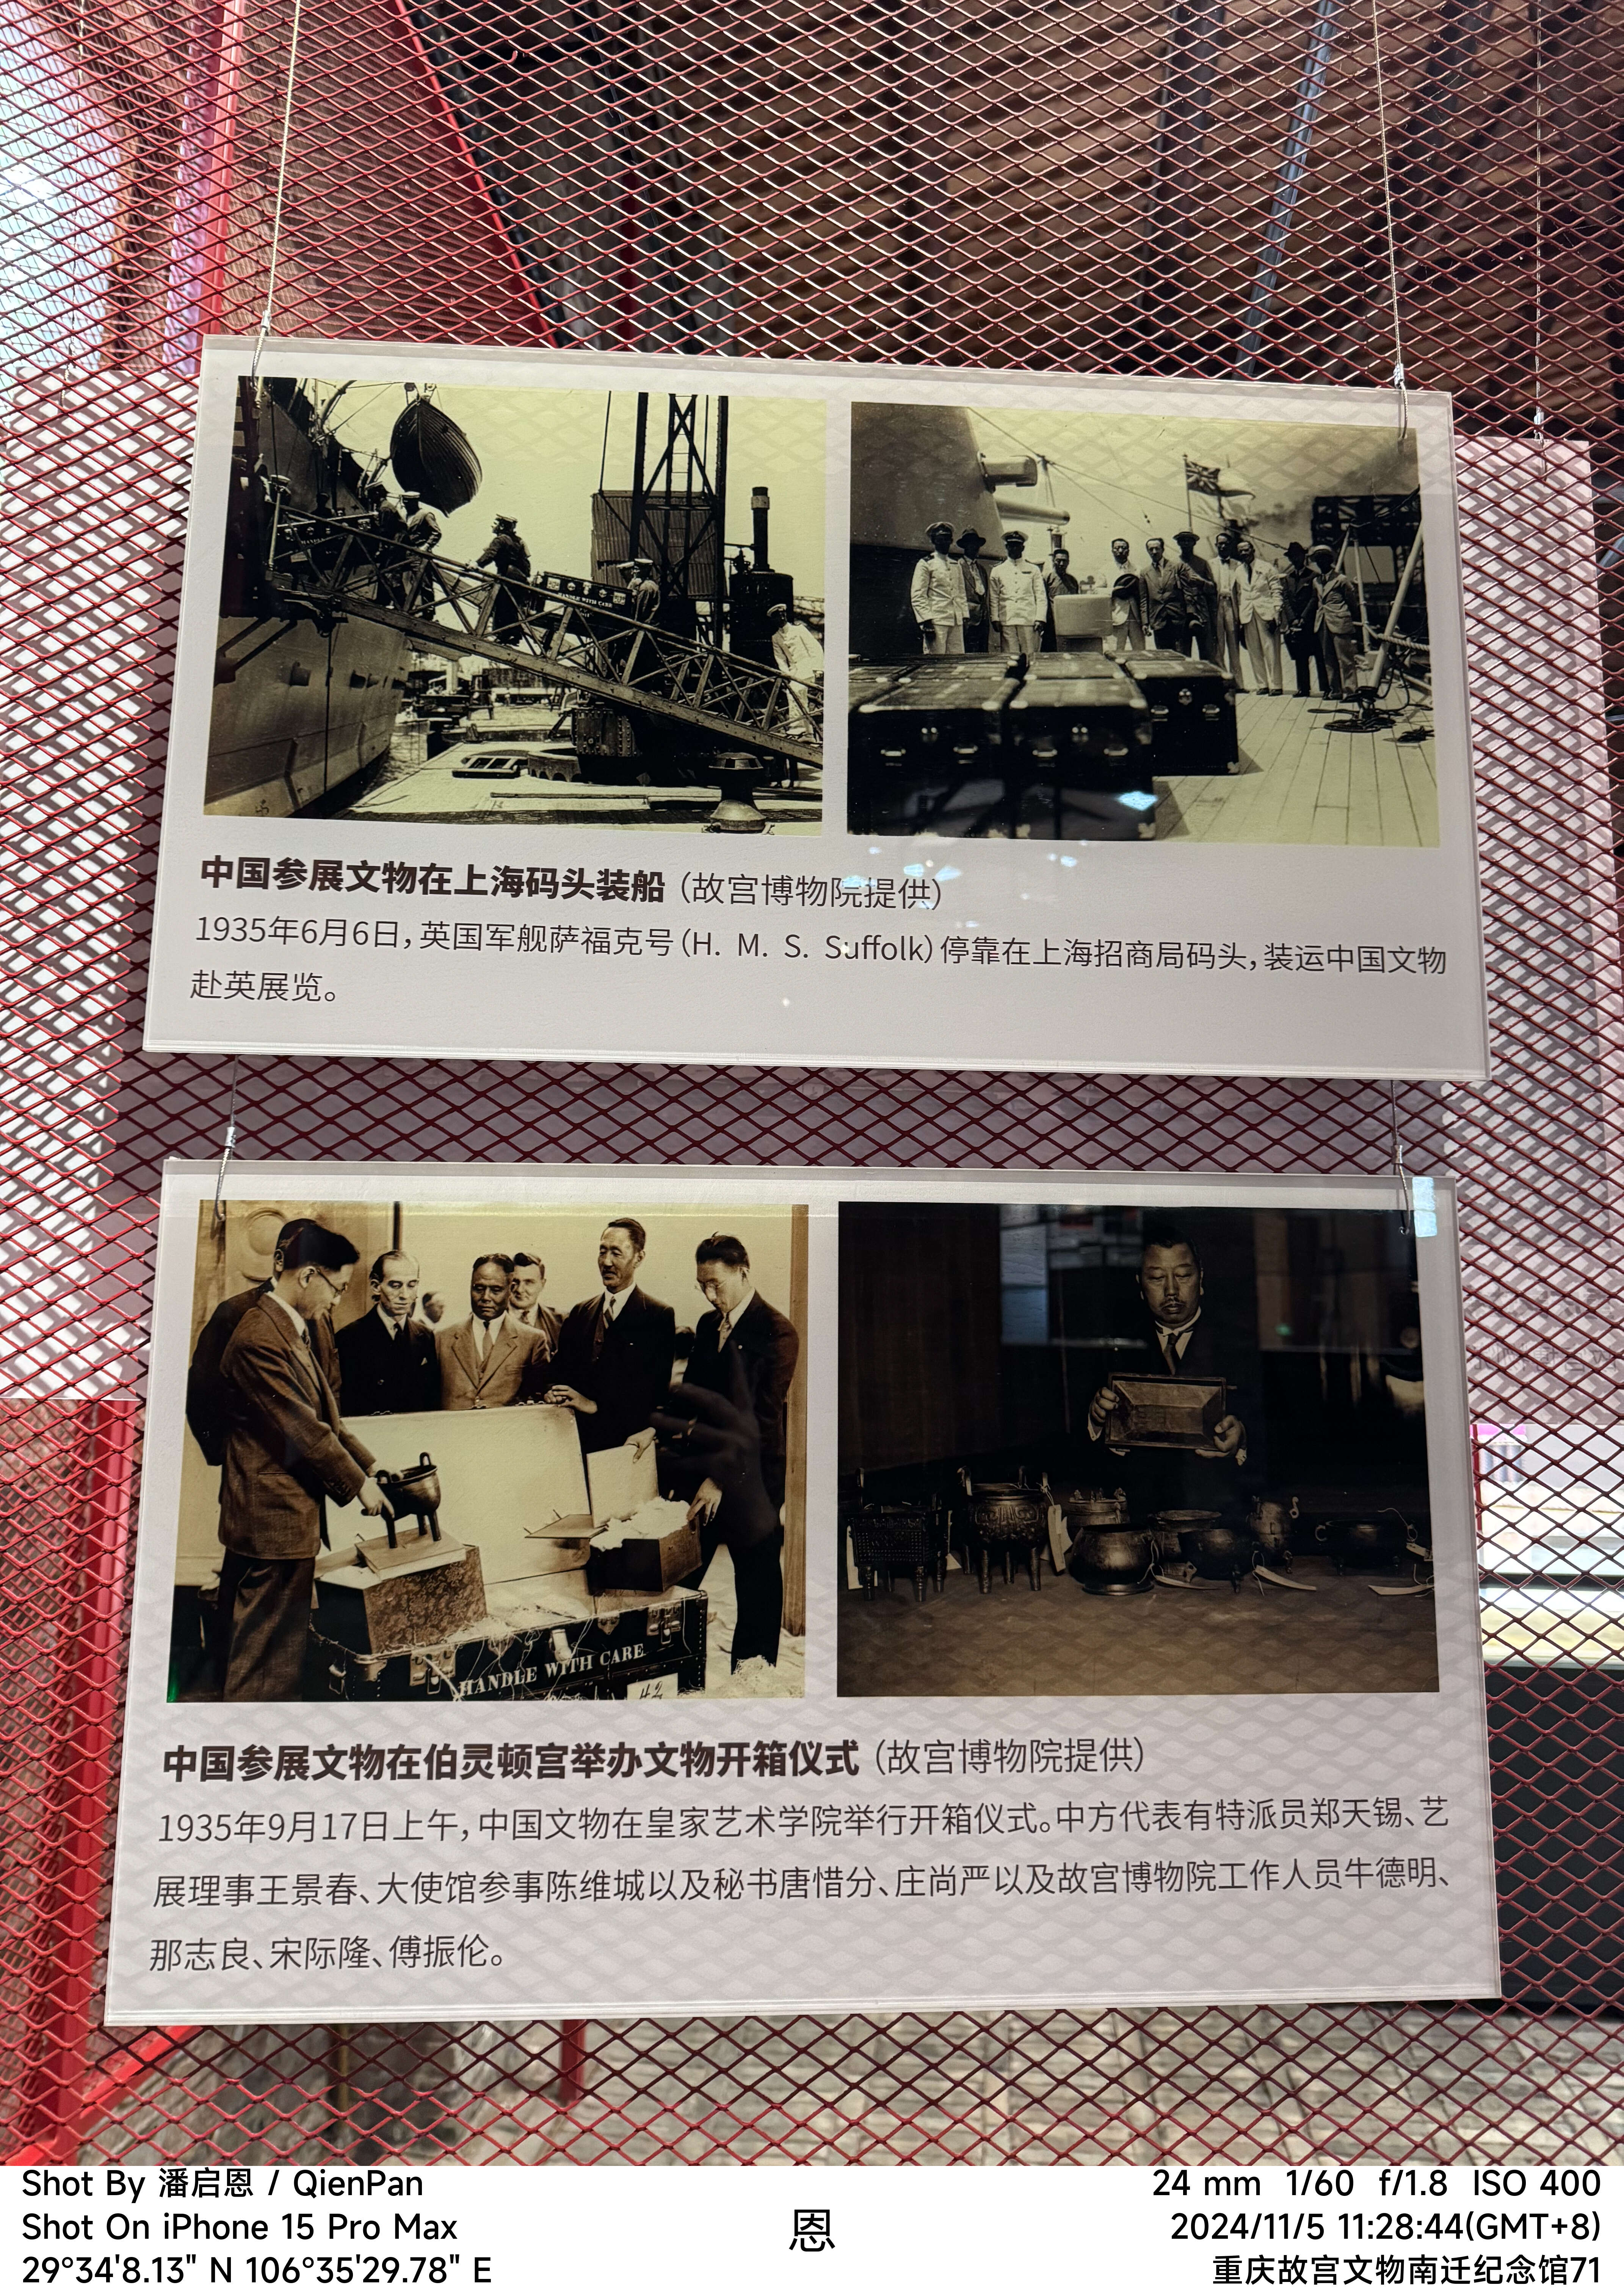 HANDLE WITH CARE
中国参展文物在上海码头装船（故宫博物院提供）
1935年6月6日，英国军舰萨福克号（H. M. S. Suffolk）停靠在上海招商局码头，装运中国文物
赴英展览。
HANDLE WITH CARE
42
中国参展文物在伯灵顿宫举办文物开箱仪式（故宫博物院提供）
1935年9月17日上午，中国文物在皇家艺术学院举行开箱仪式。中方代表有特派员郑天锡、艺
展理事王景春、大使馆参事陈维城以及秘书唐惜分、庄尚严以及故宫博物院工作人员牛德明、
那志良、宋际隆、傅振伦。
Shot By 潘启恩 / QienPan
Shot On iPhone 15 Pro Max
29°34'8.13" N 106°35'29.78" E
恩
24 mm 1/60 f/1.8 ISO 400
2024/11/5 11:28:44(GMT+8)
重庆故宫文物南迁纪念馆71